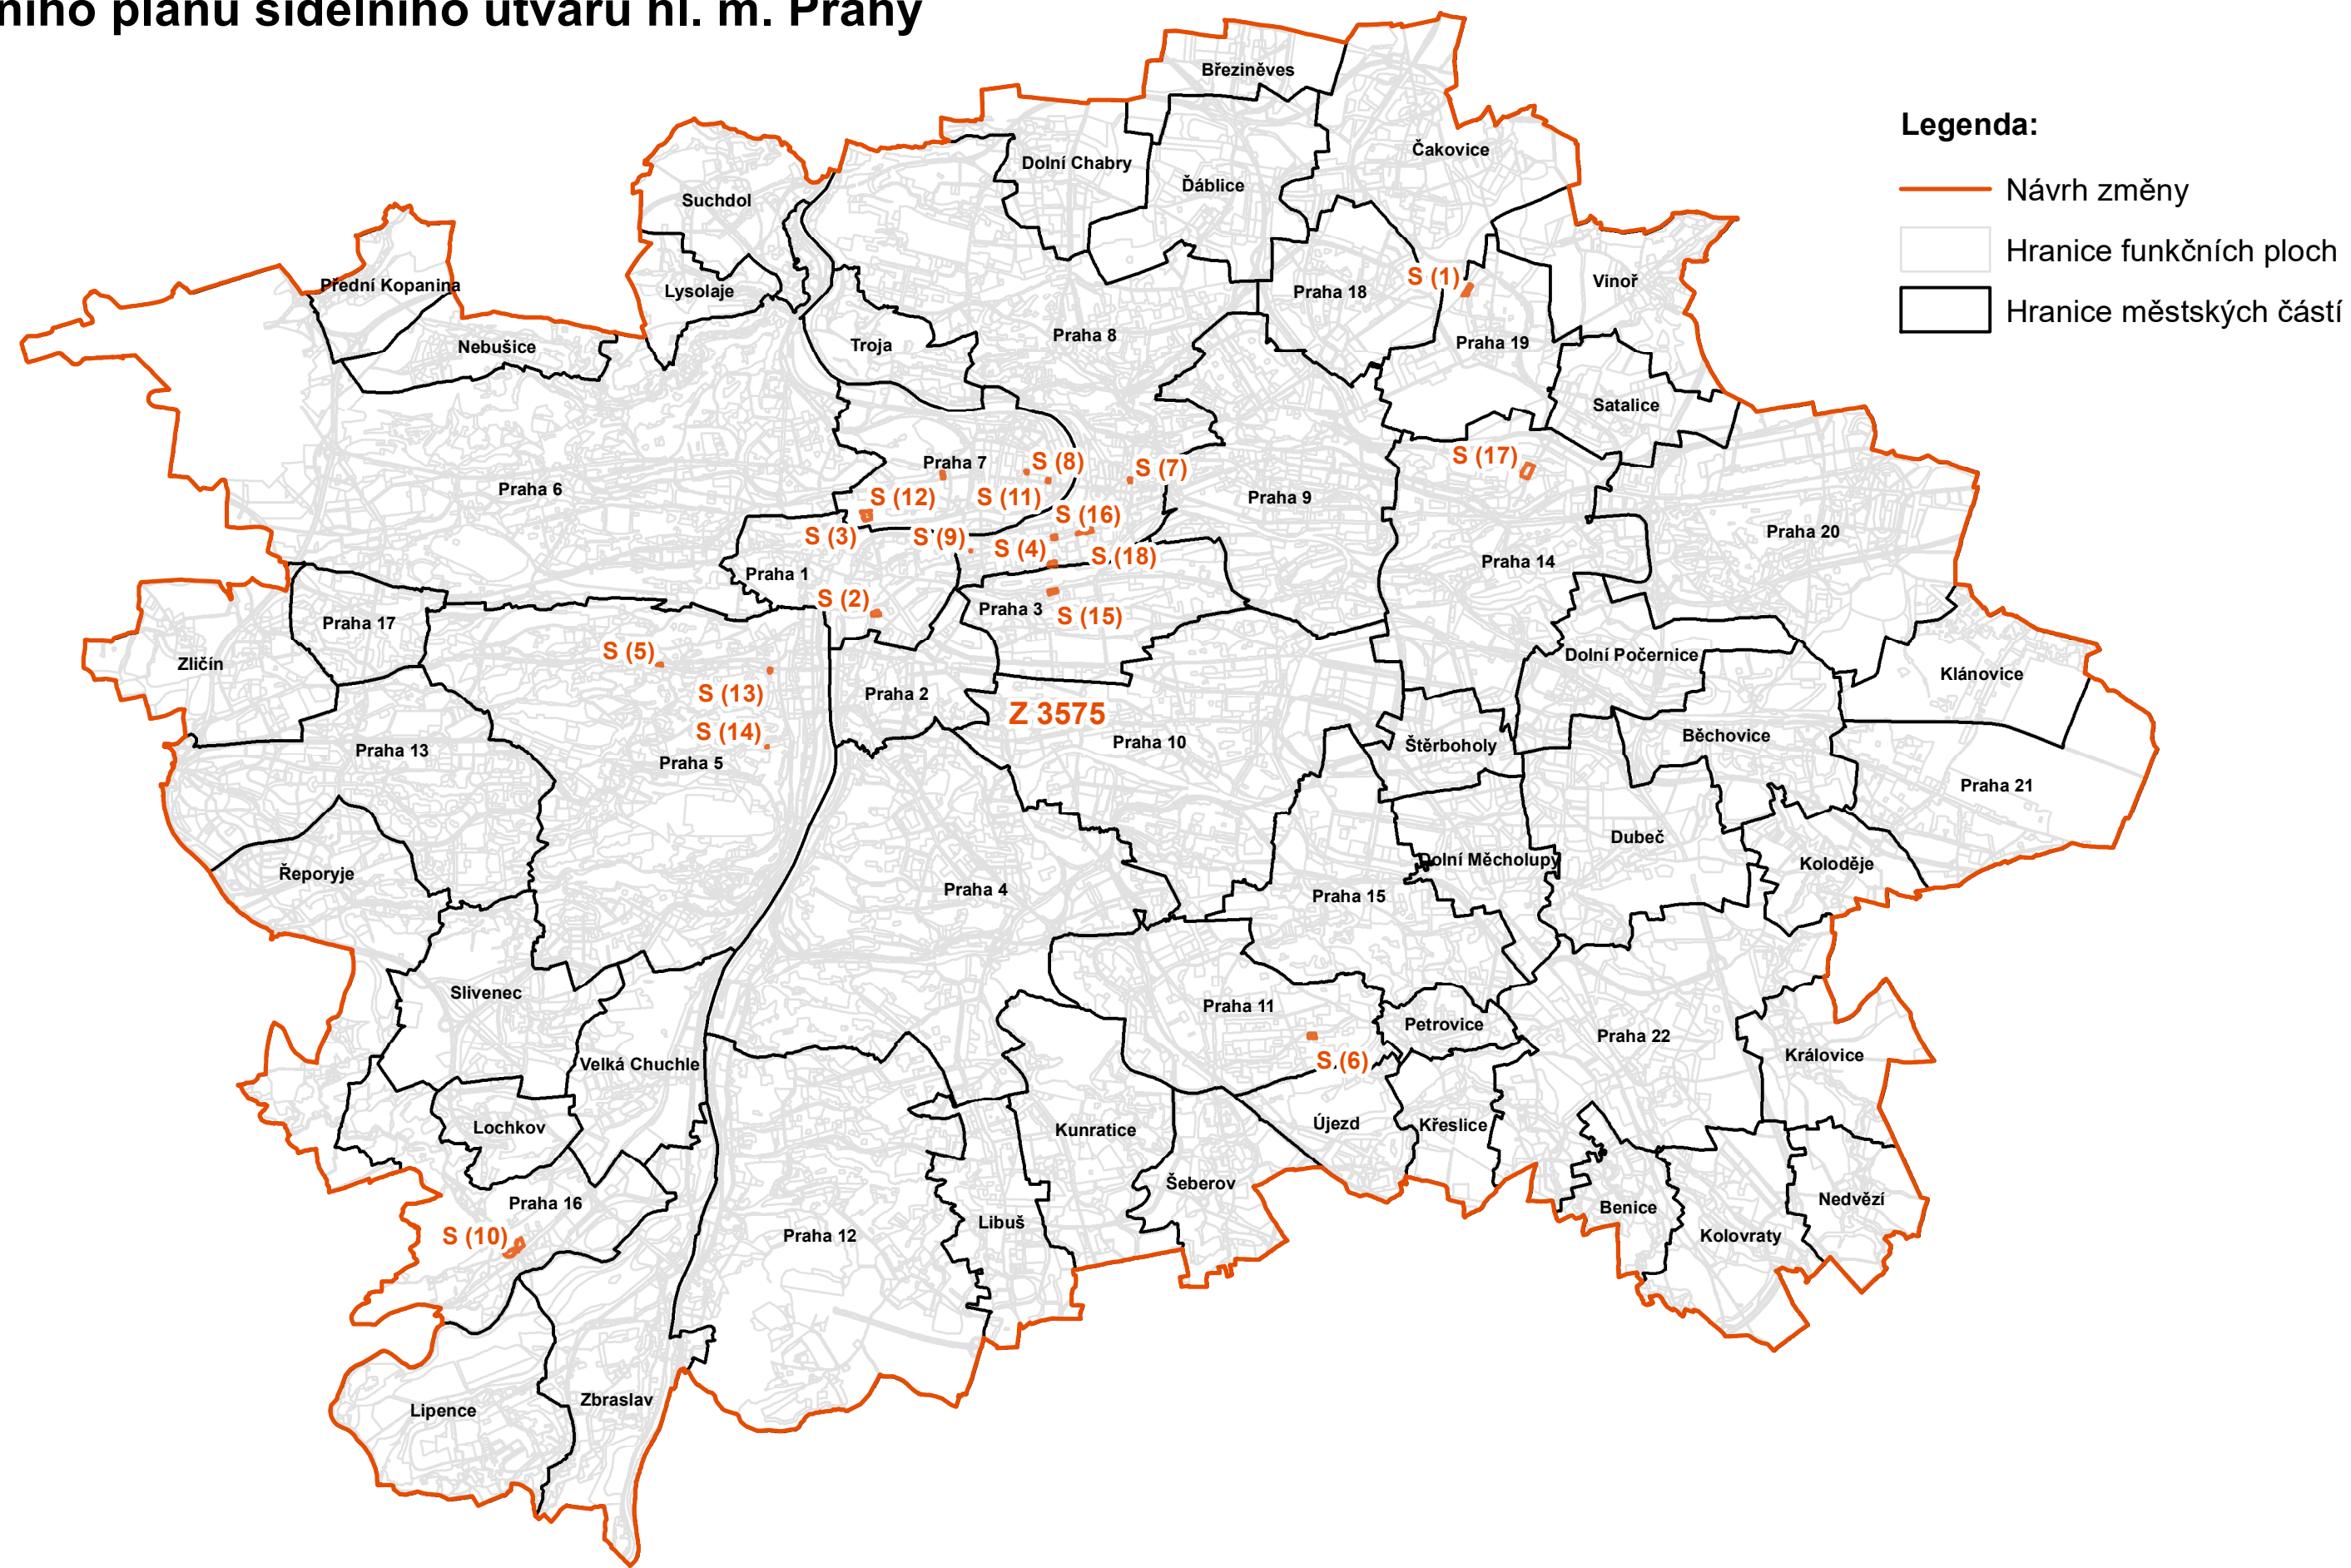 ního plánu sídelního útvaru hl. m. Prahy
Legenda:
Návrh změny
Hranice funkčních ploch
Hranice městských částí
Březiněves
Čakovice
Dolní Chabry
Ďáblice
Suchdol
Přední Kopanina
Lysolaje
S (1)
Praha 18
Vinoř
Nebušice
Troja
Praha 8
Praha 19
Satalice
Praha 7
S (8)
S (7)
S (17)
Praha 6
S (12)
S (11)
Praha 9
S (16)
Praha 20
S (3)
S (9)
S (4)
S (18)
Praha 14
Praha 1
S (2)
Praha 3
S (15)
Praha 17
Zličín
S (5)
Dolní Počernice
Klánovice
S (13)
Praha 2
Z 3575
S (14)
Praha 13
Praha 5
Praha 10
Štěrboholy
Běchovice
Praha 21
Dubeč
Řeporyje
Praha 4
Dolní Měcholupy
Koloděje
Praha 15
Slivenec
Praha 11
Petrovice
Praha 22
Královice
Velká Chuchle
S (6)
Lochkov
Kunratice
Újezd
Křeslice
Praha 16
Šeberov
Nedvězí
S (10)
Praha 12
Libuš
Benice
Kolovraty
Lipence
Zbraslav